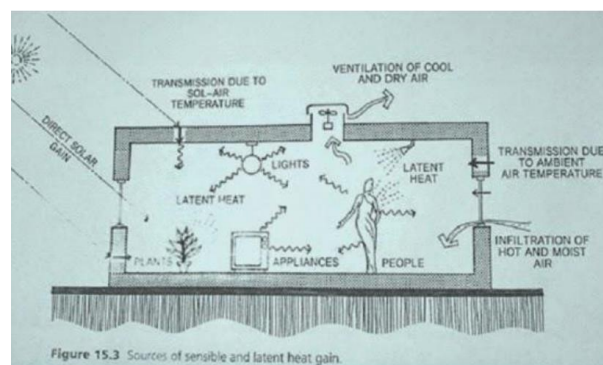 VENTILATION OF COOL
AND DRY AIR
TRANSMISSION DUE TO
SOL-AIR
TEMPERATURE
DIRECT SOLAR
GAIN
LIGHTS
LATENT
HEAT
TRANSMISSION DUE
TO AMBIENT
AIR TEMPERATURE
LATENT HEAT
PLANTS
APPLIANCES
PEOPLE
INFILTRATION OF
HOT AND MOIST
AIR
Figure 15.3 Sources of sensible and latent heat gain.